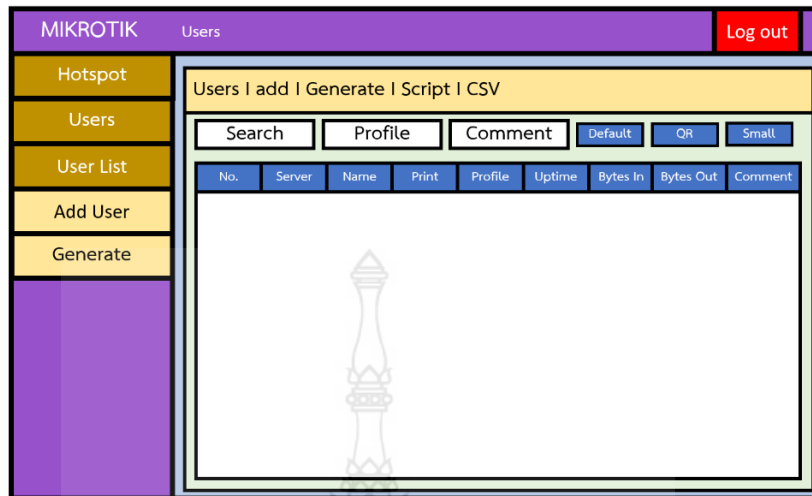 MIKROTIK Users Log out
Hotspot
Users
User List
Add User
Generate
Users I add I Generate I Script I CSV
Search Profile Comment Default QR Small
No. Server Name Print Profile Uptime Bytes In Bytes Out Comment